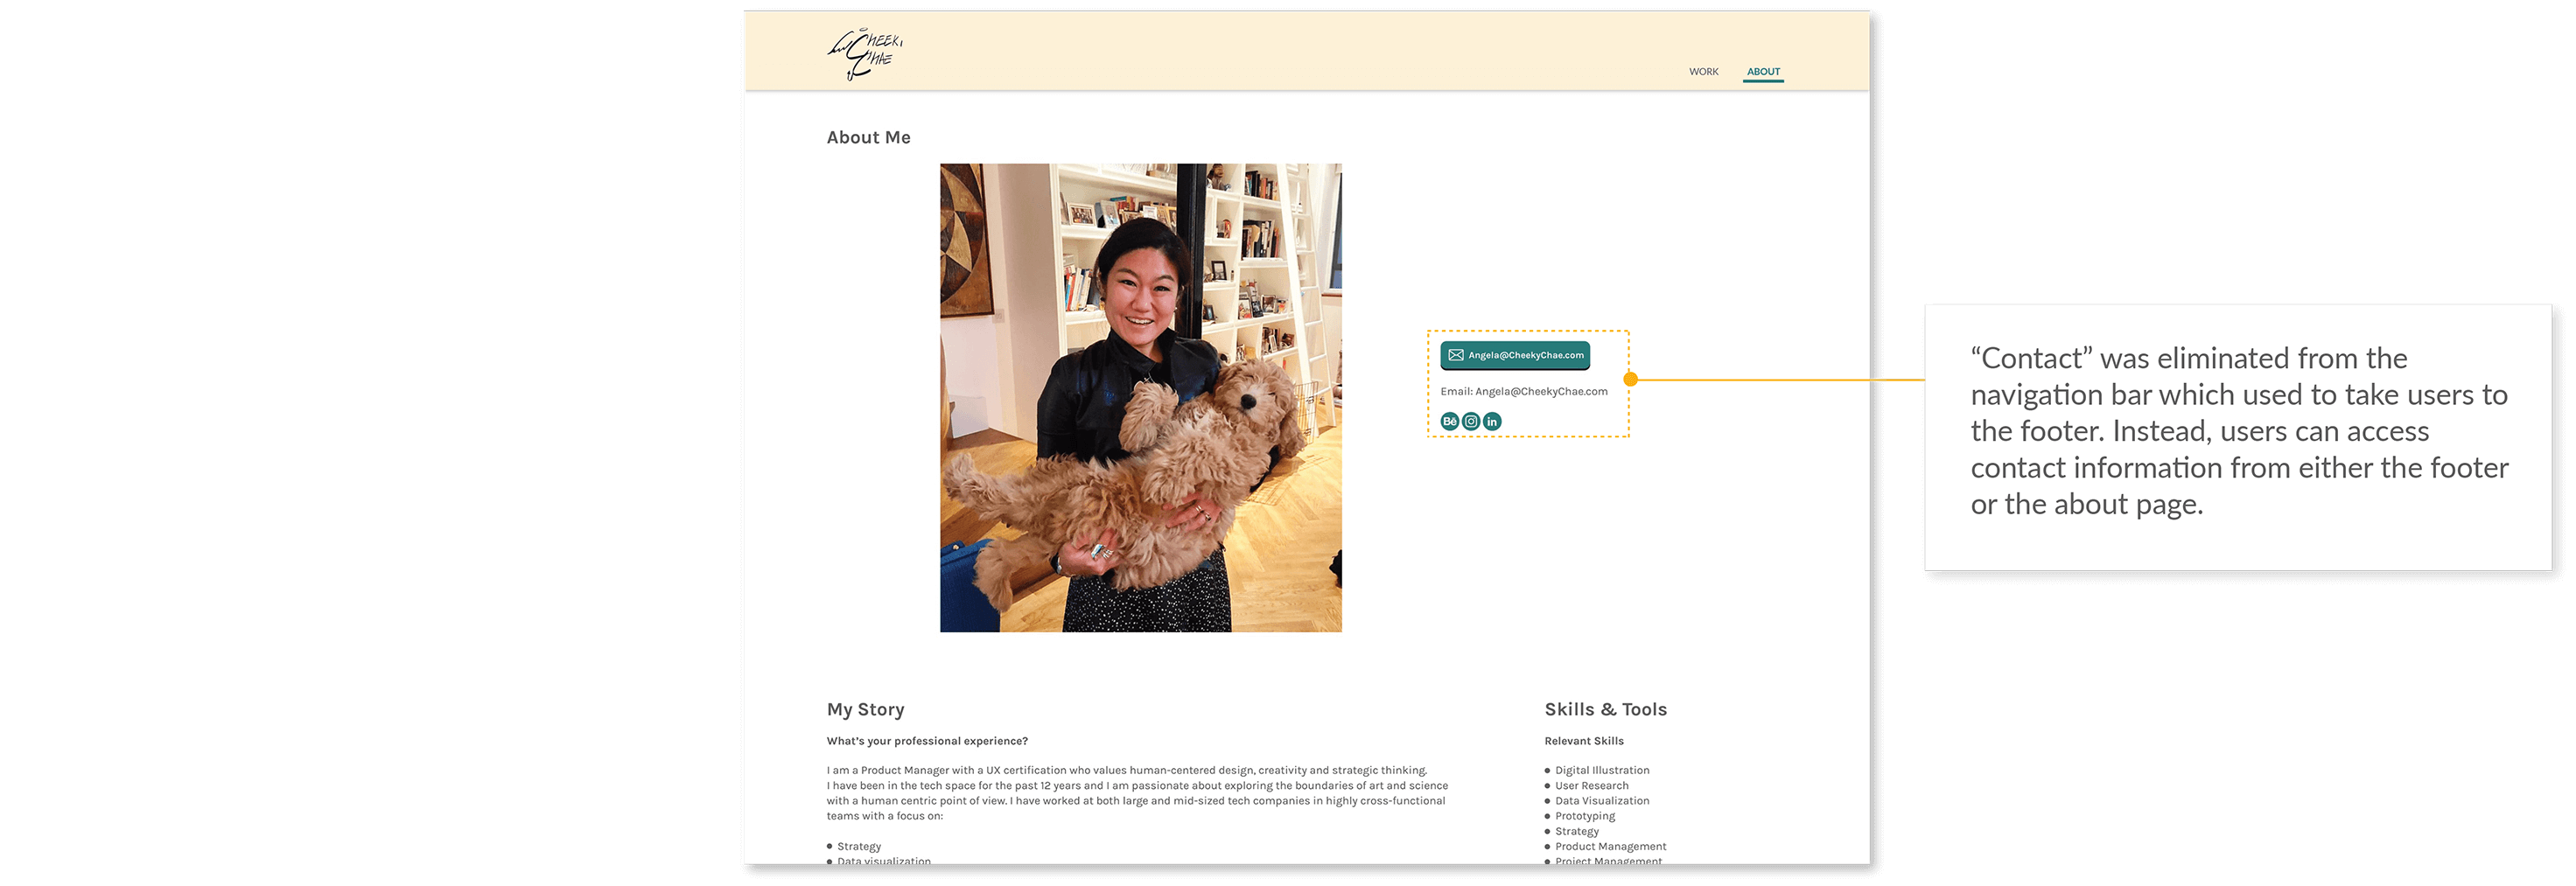 CHEEKY
CHAE
WORK
ABOUT
About Me
Angela@CheekyChae.com
Email: Angela@CheekyChae.com
Bē
in
“Contact” was eliminated from the
navigation bar which used to take users to
the footer. Instead, users can access
contact information from either the footer
or the about page.
My Story
What’s your professional experience?
I am a Product Manager with a UX certification who values human-centered design, creativity and strategic thinking.
I have been in the tech space for the past 12 years and I am passionate about exploring the boundaries of art and science
with a human centric point of view. I have worked at both large and mid-sized tech companies in highly cross-functional
teams with a focus on:
Strategy
Data visualization
Skills & Tools
Relevant Skills
Digital Illustration
User Research
Data Visualization
Prototyping
Strategy
Product Management
Project Management